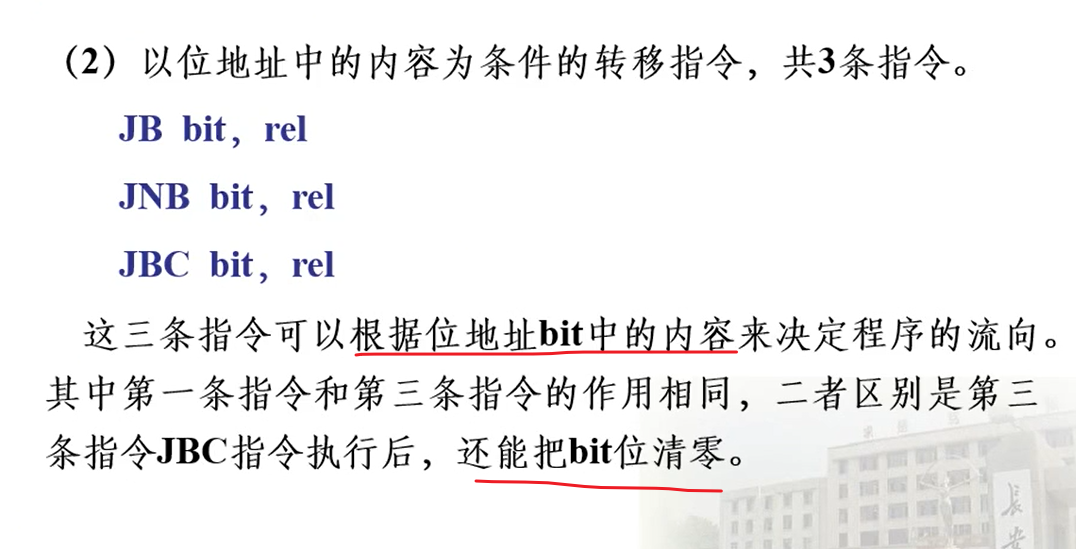 （2）以位地址中的内容为条件的转移指令，共3条指令。
JB bit，rel
JNB bit，rel
JBC bit，rel
这三条指令可以根据位地址bit中的内容来决定程序的流向。
其中第一条指令和第三条指令的作用相同，二者区别是第三
条指令JBC指令执行后，还能把bit位清零。
长安